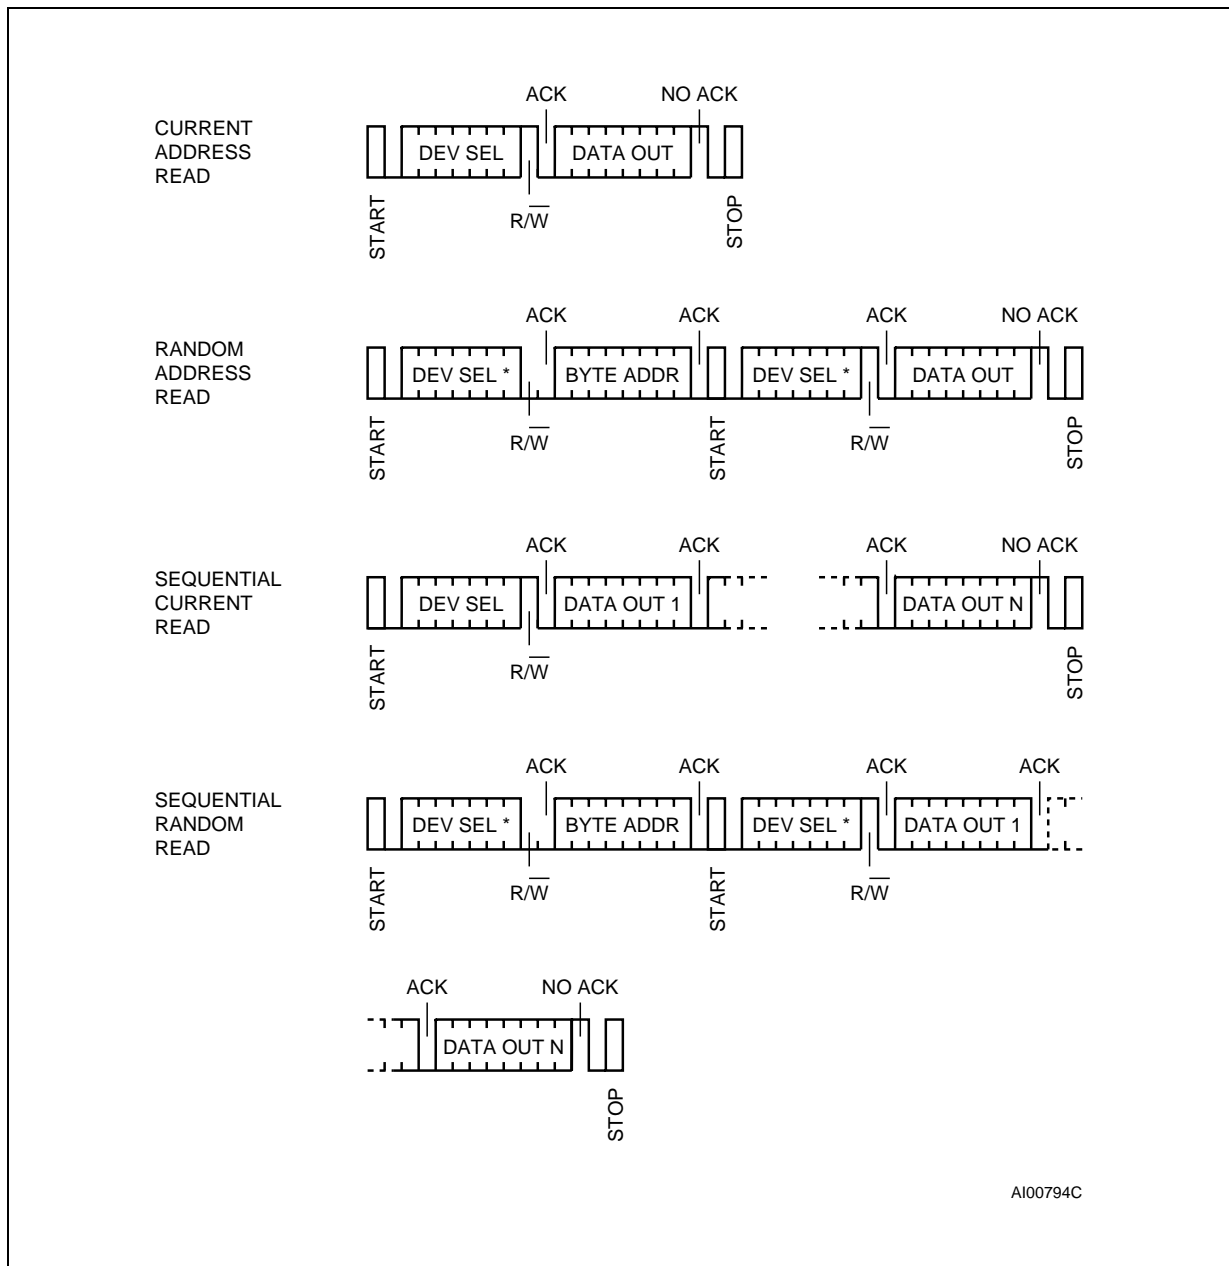 ACK NO ACK
CURRENT
ADDRESS
READ
DEV SEL DATA OUT
R/W̅
START STOP
ACK ACK ACK NO ACK
RANDOM
ADDRESS
READ
DEV SEL * BYTE ADDR DEV SEL * DATA OUT
R/W̅ R/W̅
START START STOP
ACK ACK ACK NO ACK
SEQUENTIAL
CURRENT
READ
DEV SEL DATA OUT 1 DATA OUT N
R/W̅
START STOP
ACK ACK ACK ACK
SEQUENTIAL
RANDOM
READ
DEV SEL * BYTE ADDR DEV SEL * DATA OUT 1
R/W̅ R/W̅
START START
ACK NO ACK
DATA OUT N
STOP
AI00794C